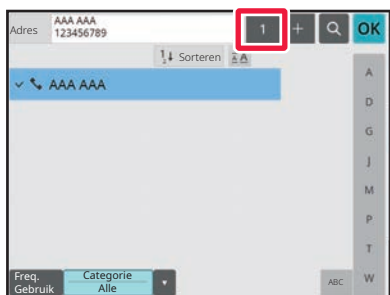 Adres
AAA AAA
123456789
1
+
OK
Sorteren
AAA AAA
A
D
G
J
M
P
T
W
Freq.
Gebruik
Categorie
Alle
ABC